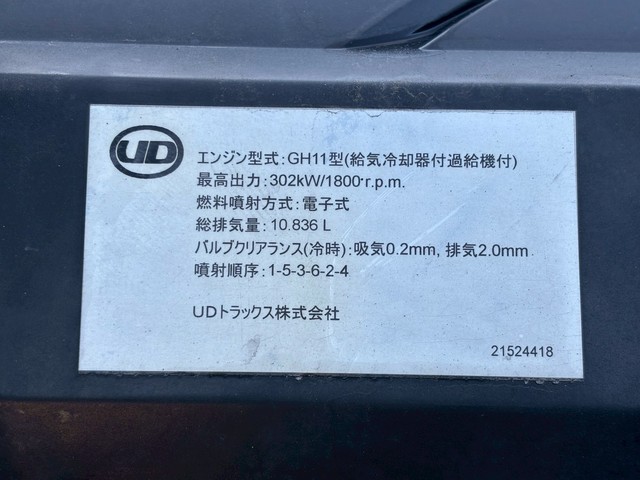 UD
エンジン型式:GH11型(給気冷却器付過給機付)
最高出力:302kW/1800r.p.m.
燃料噴射方式:電子式
総排気量:10.836 L
バルブクリアランス(冷時):吸気0.2mm, 排気2.0mm
噴射順序:1-5-3-6-2-4
UDトラックス株式会社
21524418